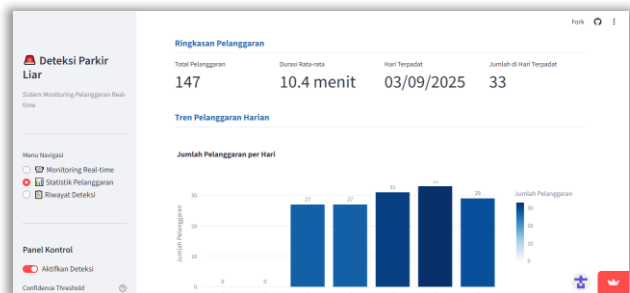 Fork
🚨 Deteksi Parkir
Liar
Sistem Monitoring Pelanggaran Real-
time
Menu Navigasi
Monitoring Real-time
Statistik Pelanggaran
Riwayat Deteksi
Panel Kontrol
Aktifkan Deteksi
Confidence Threshold
Ringkasan Pelanggaran
Total Pelanggaran
147
Durasi Rata-rata
10.4 menit
Hari Terpadat
03/09/2025
Jumlah di Hari Terpadat
33
Tren Pelanggaran Harian
Jumlah Pelanggaran per Hari
Jumlah Pelanggaran
30
20
10
0
0
0
27
27
31
29
Jumlah Pelanggaran
30
20
10
0